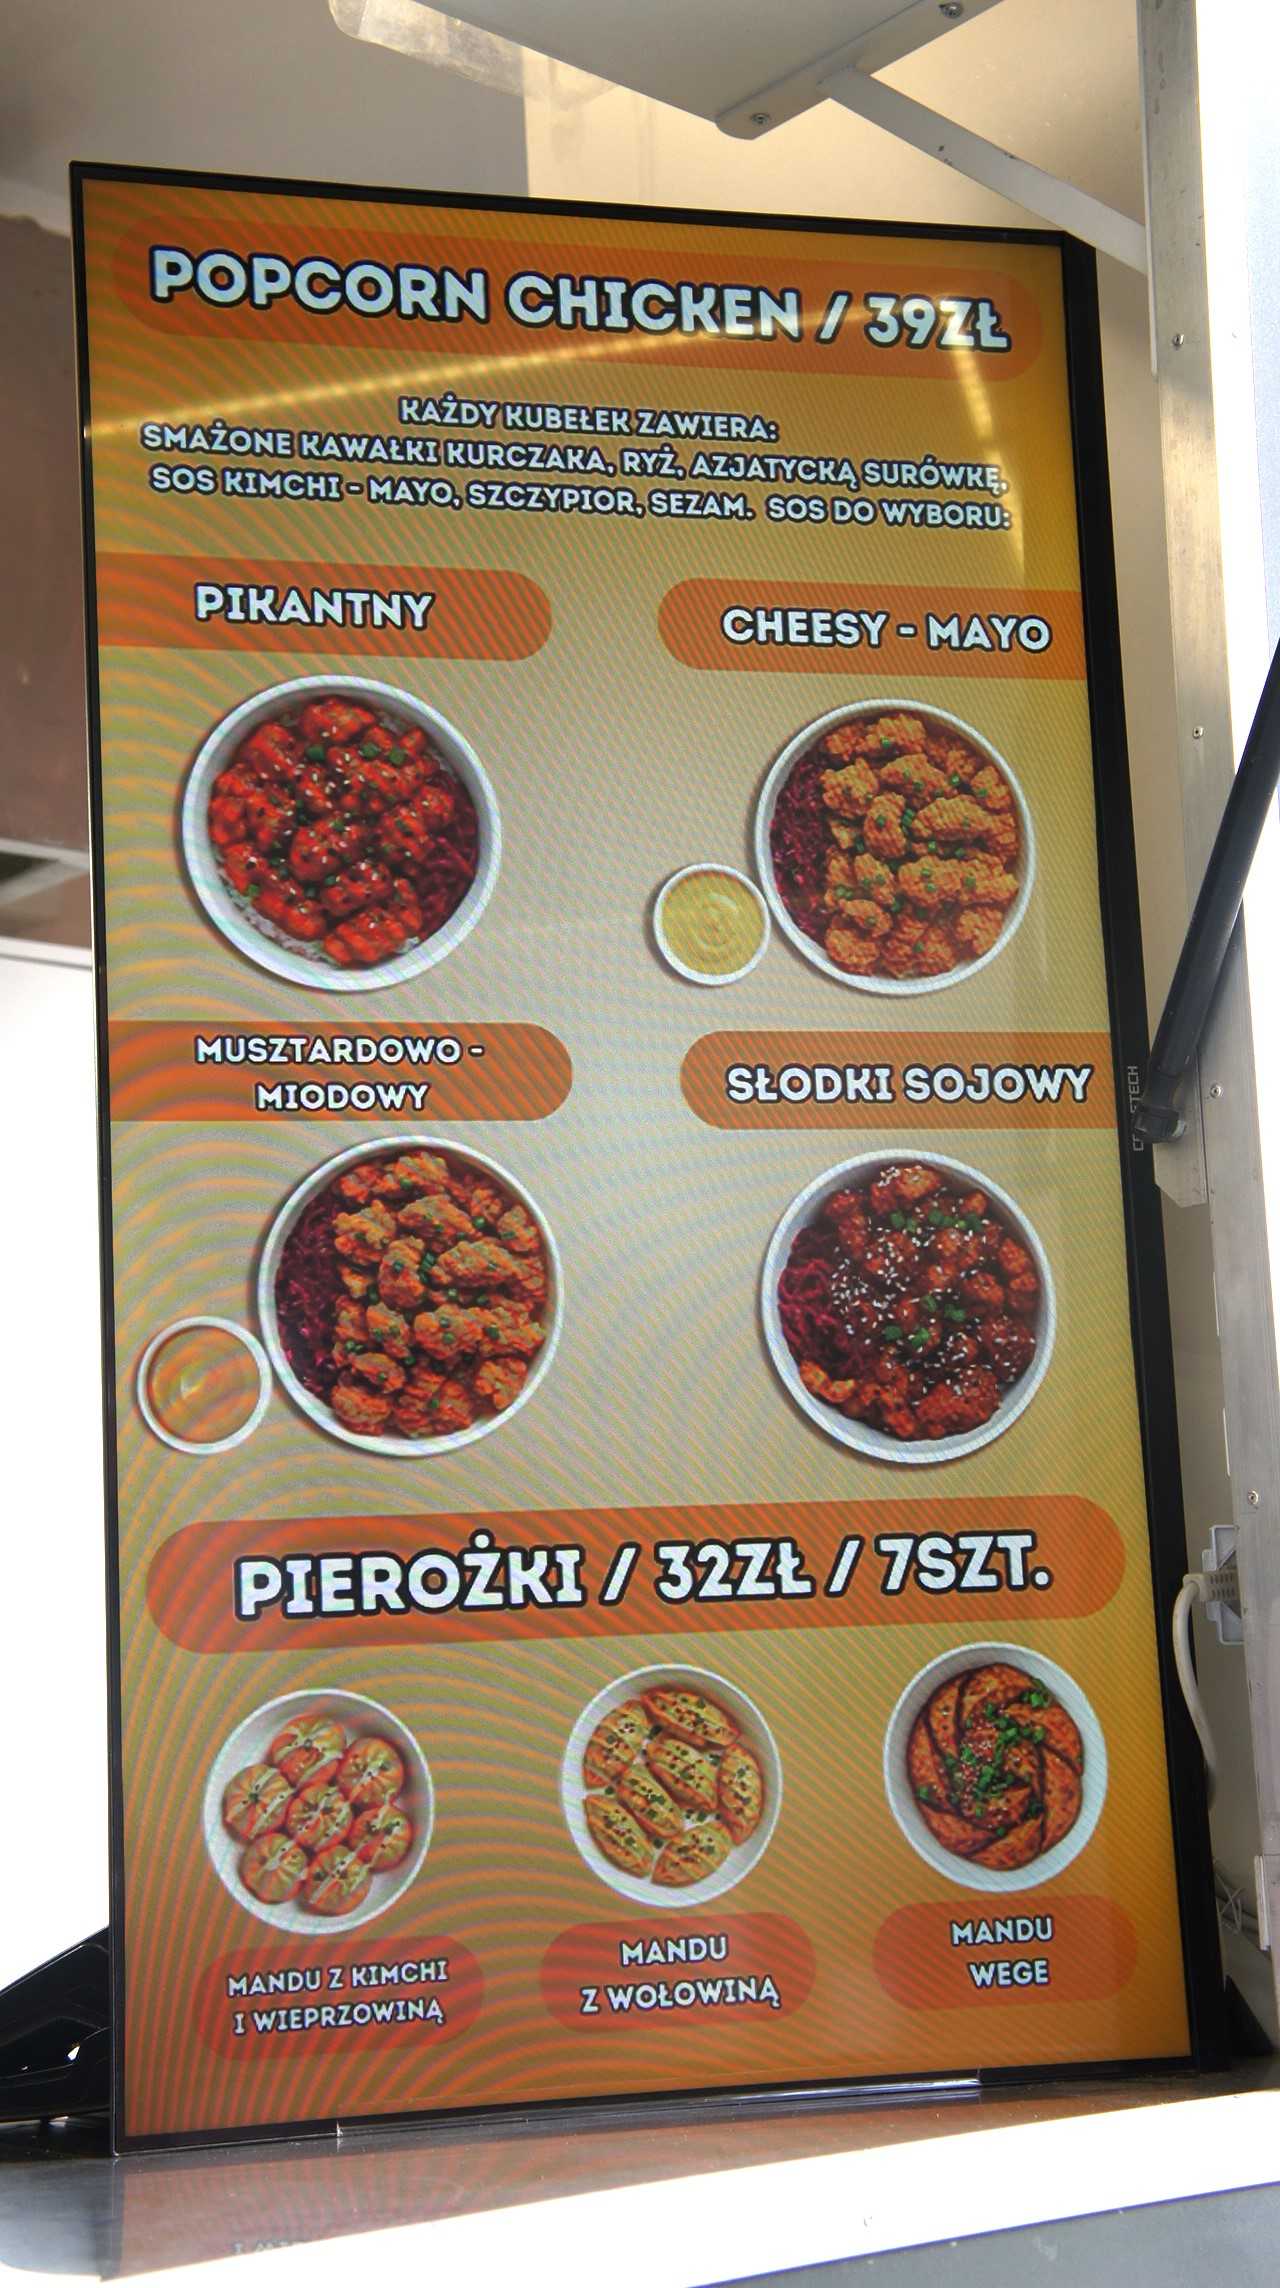 POPCORN CHICKEN / 39ZŁ
KAŻDY KUBEŁEK ZAWIERA:
SMAŻONE KAWAŁKI KURCZAKA, RYŻ, AZJATYCKĄ SURÓWKĘ,
SOS KIMCHI - MAYO, SZCZYPIOR, SEZAM. SOS DO WYBORU:
PIKANTNY
CHEESY - MAYO
MUSZTARDOWO -
MIODOWY
SŁODKI SOJOWY
PIEROŻKI / 32ZŁ / 7SZT.
MANDU Z KIMCHI
I WIEPRZOWINĄ
MANDU
Z WOŁOWINĄ
MANDU
WEGE